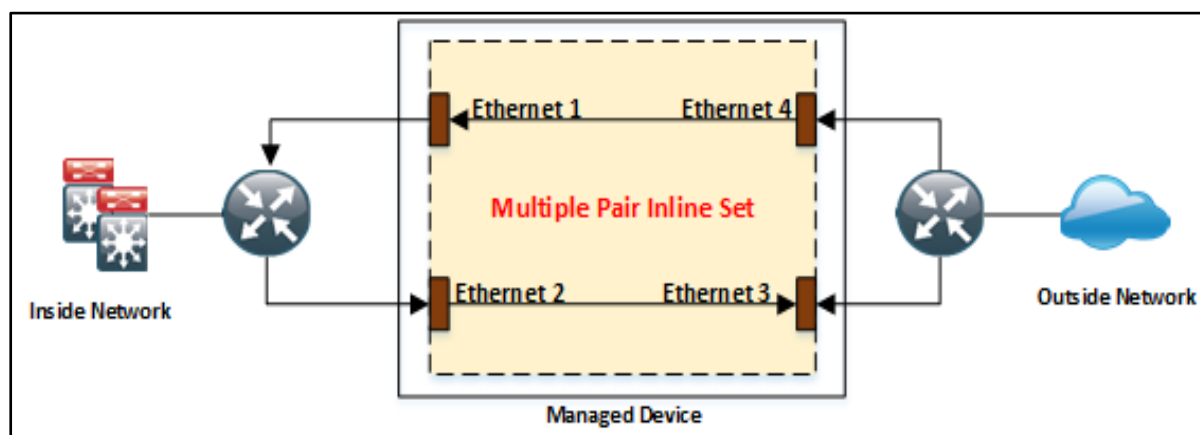 Ethernet 1
Ethernet 4
Multiple Pair Inline Set
Ethernet 2
Ethernet 3
Inside Network
Outside Network
Managed Device